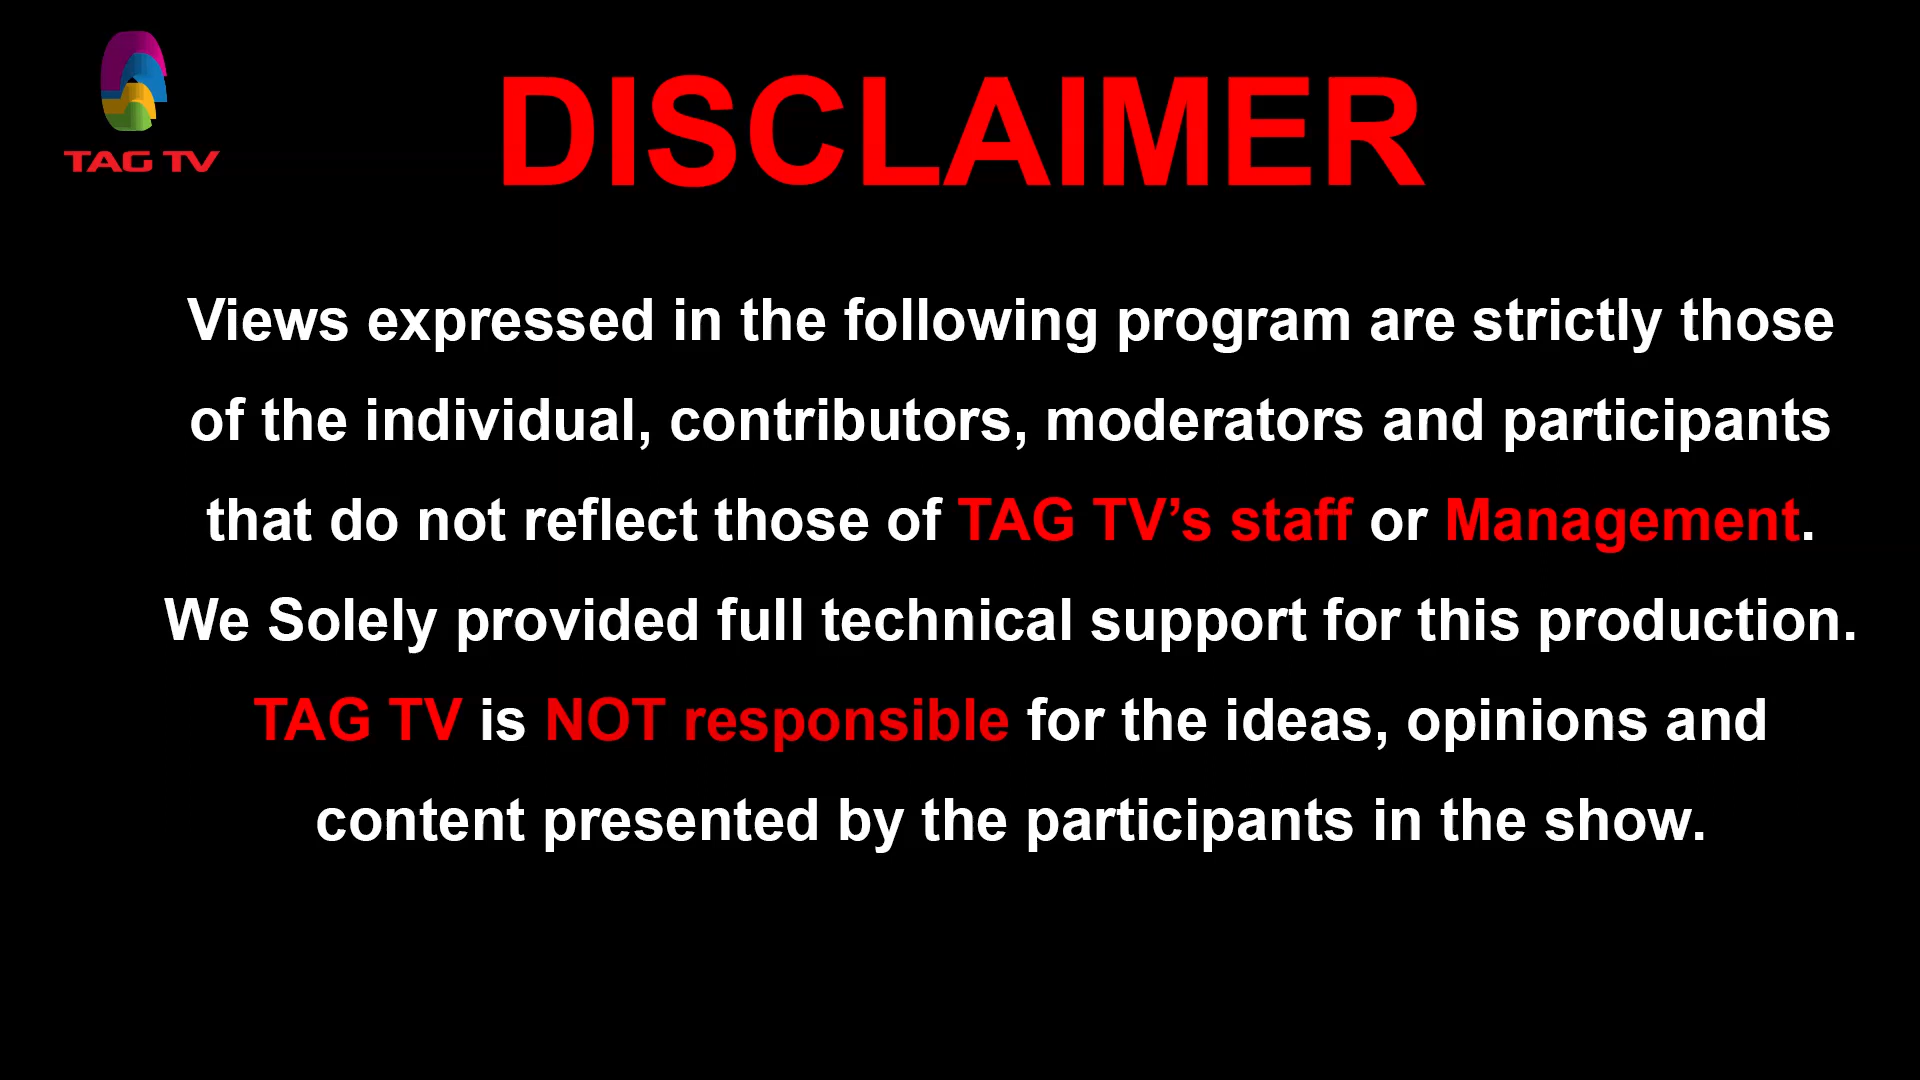 TAG TV
DISCLAIMER
Views expressed in the following program are strictly those
of the individual, contributors, moderators and participants
that do not reflect those of TAG TV’s staff or Management.
We Solely provided full technical support for this production.
TAG TV is NOT responsible for the ideas, opinions and
content presented by the participants in the show.